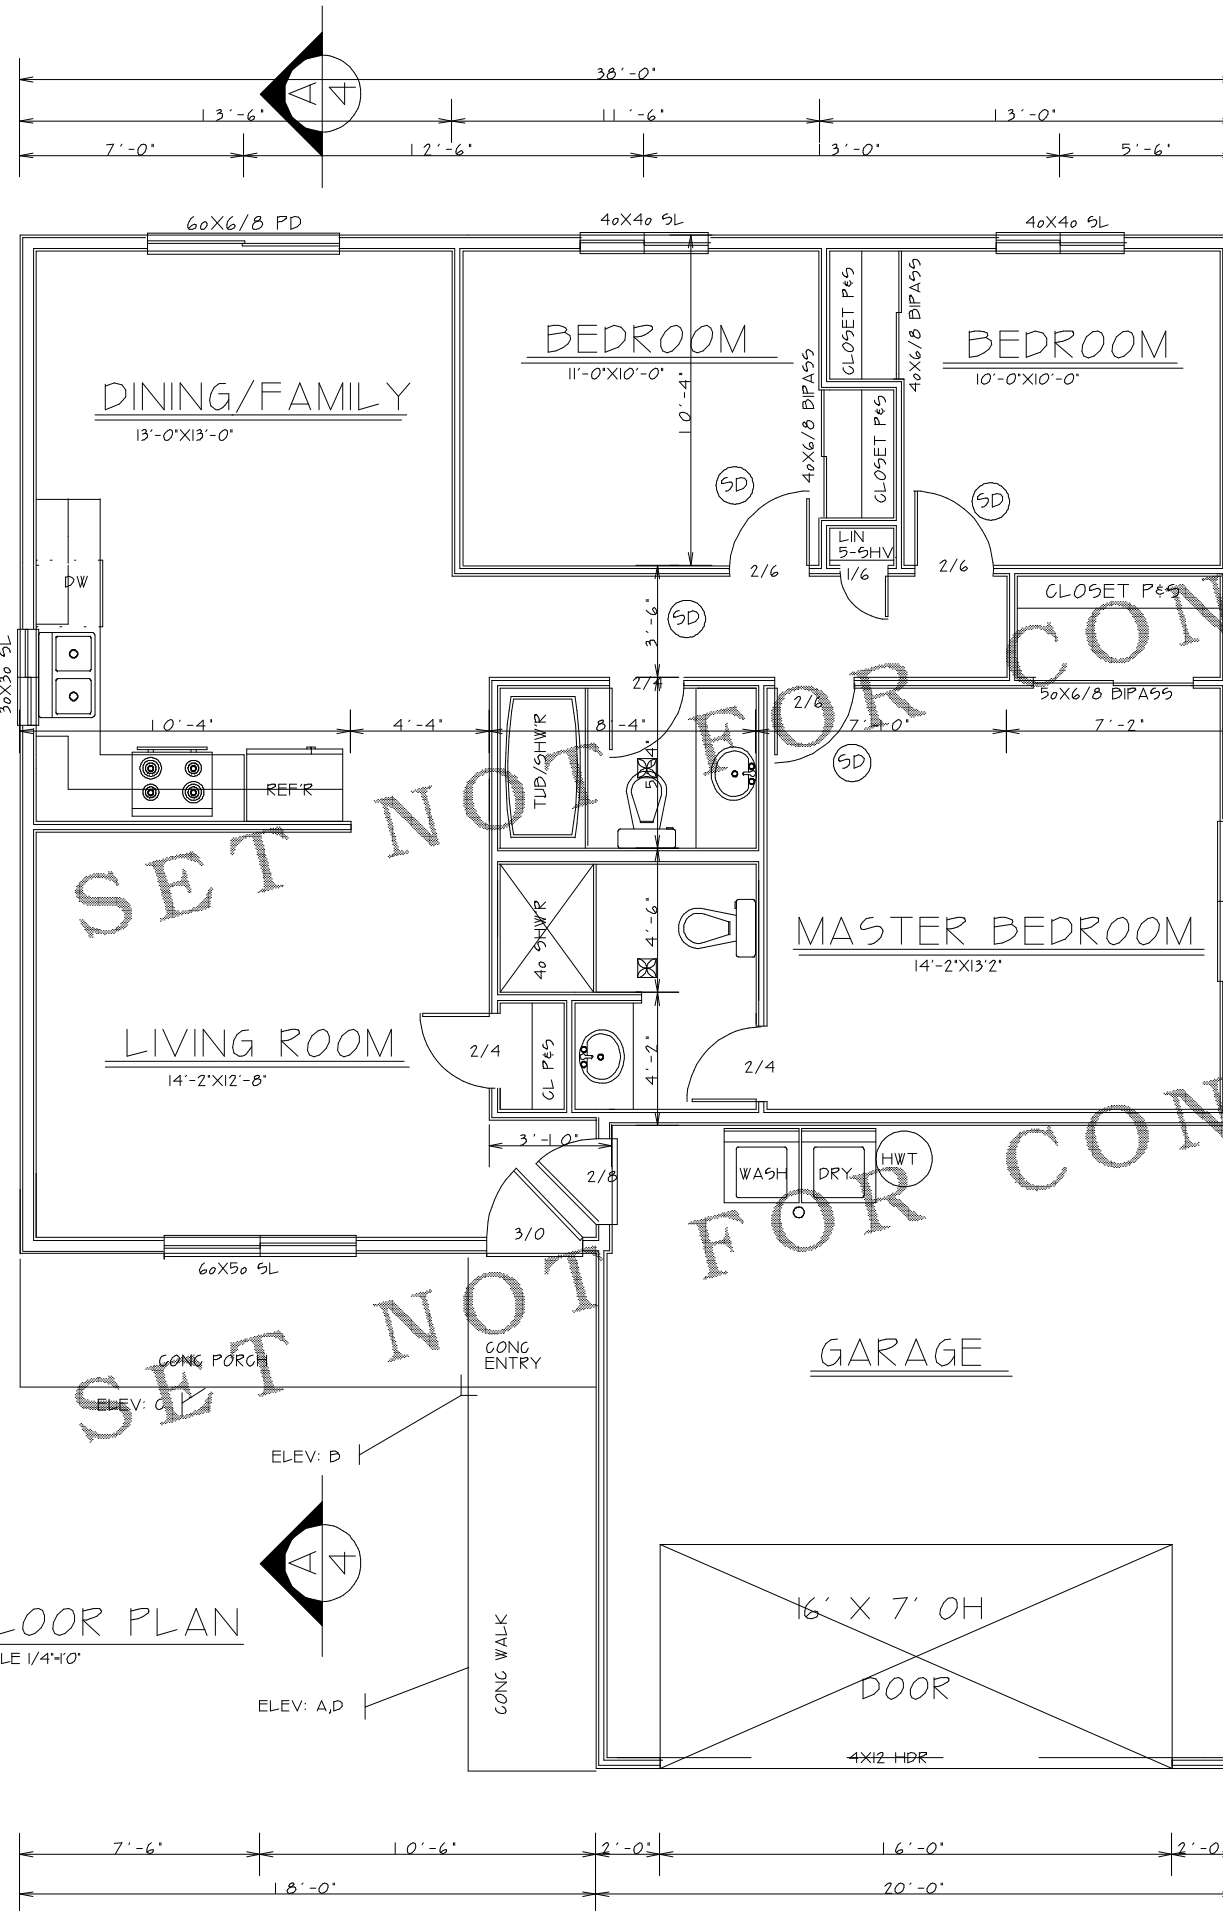 38'-0"
13'-6"
11'-6"
13'-0"
7'-0"
12'-6"
13'-0"
5'-6"
A
4
60X6/8 PD
40X40 SL
40X40 SL
BEDROOM
11'-0"X10'-0"
10'-4"
40X6/8 BIPASS
CLOSET P&S
40X6/8 BIPASS
CLOSET P&S
BEDROOM
10'-0"X10'-0"
DINING/FAMILY
13'-0"X13'-0"
SD
SD
LIN
5-SHV
2/6
1/6
2/6
DW
CLOSET P&S
3'-6"
SD
30X30 SL
2/4
2/6
50X6/8 BIPASS
10'-4"
4'-4"
8'-4"
7'-10"
7'-2"
TUB/SHW'R
SD
REF'R
SET NOT FOR CON
40 SHW'R
4'-6"
MASTER BEDROOM
14'-2"X13'2"
LIVING ROOM
14'-2"X12'-8"
2/4
CL P&S
4'-2"
2/4
3'-10"
2/8
WASH
DRY
HWT
3/0
60X50 SL
SET NOT FOR CON
CONC PORCH
CONC
ENTRY
GARAGE
ELEV: C
ELEV: B
A
4
16' X 7' OH
DOOR
LOOR PLAN
LE 1/4"=1'0"
CONC WALK
ELEV: A,D
4X12 HDR
7'-6"
10'-6"
2'-0"
16'-0"
2'-0
18'-0"
20'-0"